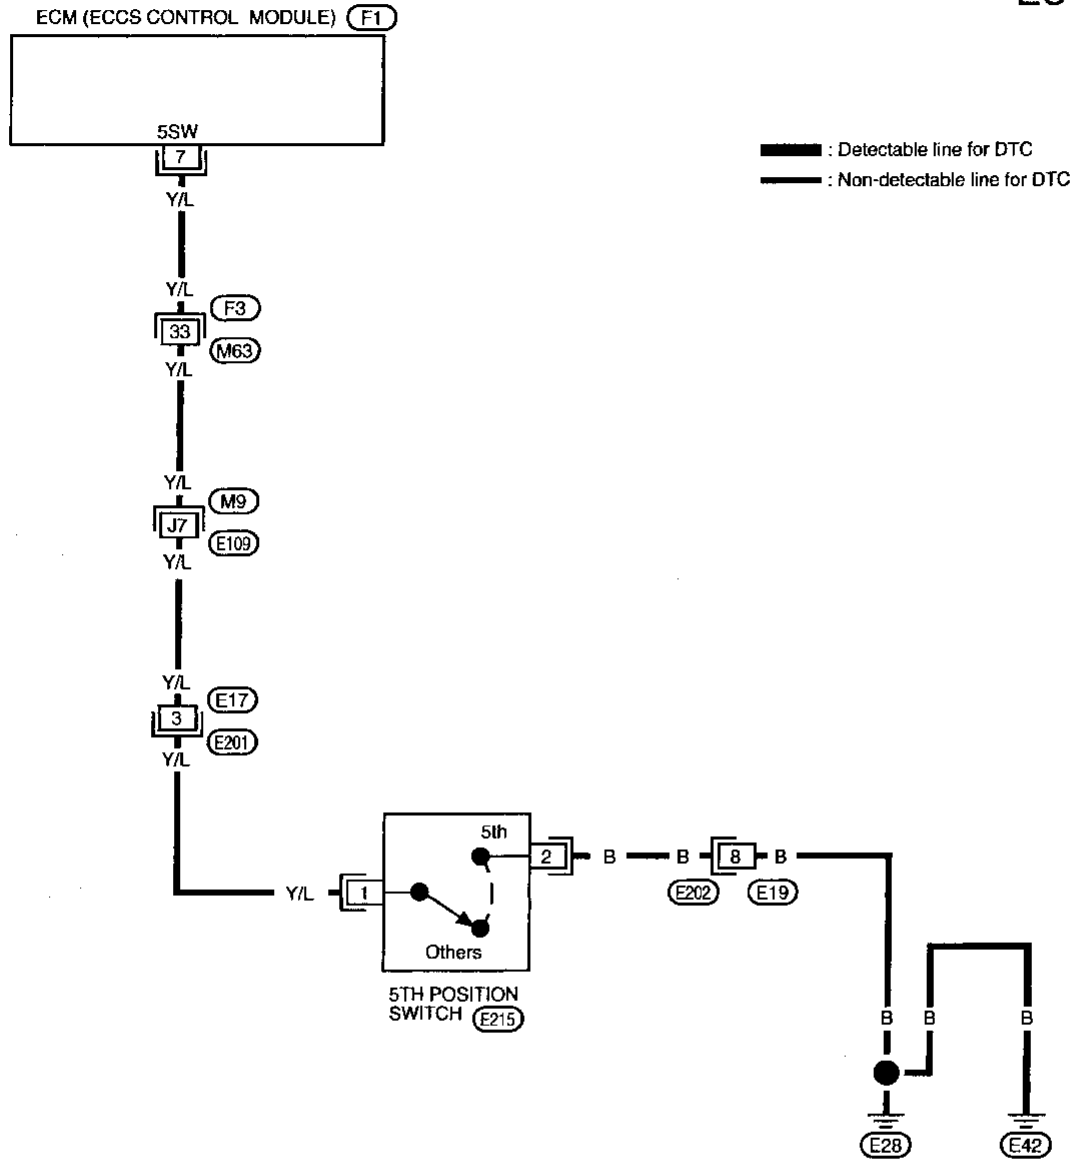 ECM (ECCS CONTROL MODULE) F1
5SW
7
: Detectable line for DTC
: Non-detectable line for DTC
Y/L
Y/L
F3
33
M63
Y/L
Y/L
M9
J7
E109
Y/L
Y/L
E17
3
E201
Y/L
5th
2
B
B
8
B
Y/L
1
E202
E19
Others
5TH POSITION
SWITCH E215
B
B
B
E28
E42